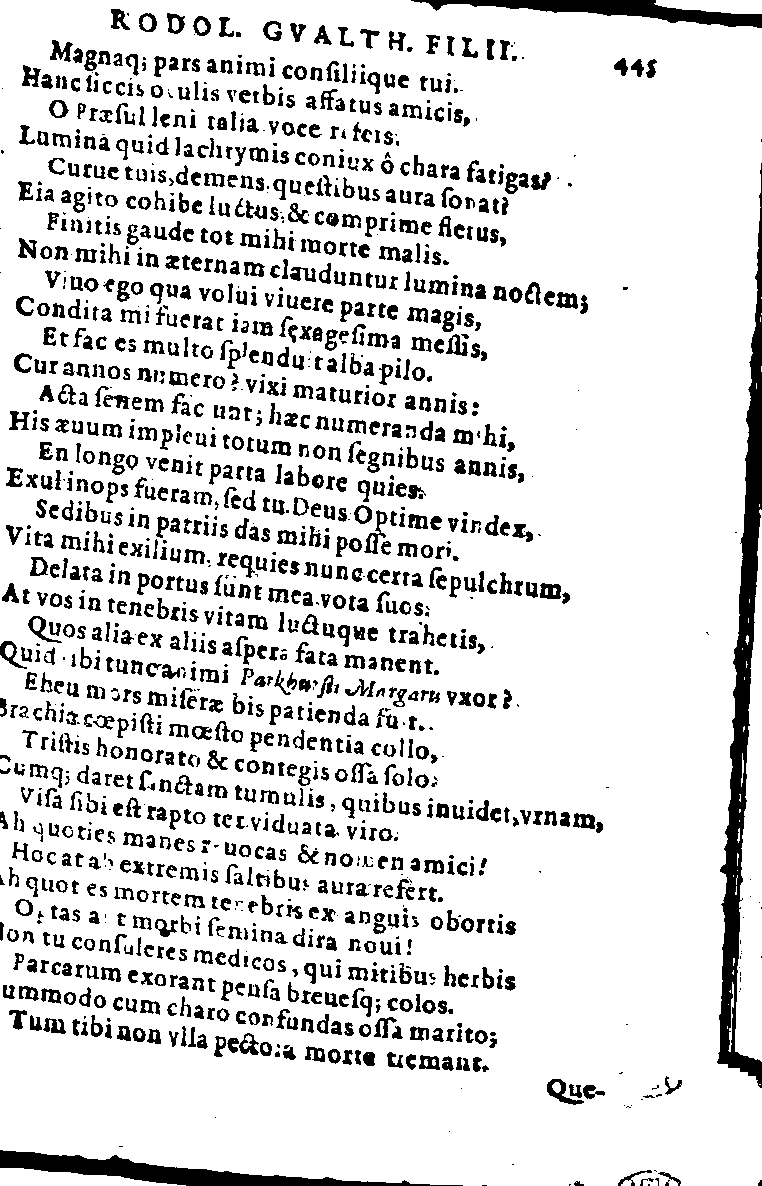 RODOL. GVALTH. FILII. 445
Magnaq; pars animi consiliique tui.
Hanc siccis oculis verbis affatus amicis,
O Præsul leni talia voce refers:
Lumina quid lachrymis coniux ô chara fatigas?
Curue tuis, demens, questibus aura sonat?
Eia agito cohibe luctus, & comprime fletus,
Finitis gaude tot mihi morte malis.
Non mihi in æternam clauduntur lumina noctem;
Viuo ego qua volui viuere parte magis,
Condita mi fuerat iam sexagesima messis,
Et fac es multo splenduit alba pilo.
Cur annos numero? vixi maturior annis:
Acta senem faciunt; hæc numeranda mihi,
His æuum impleui totum non segnibus annis,
En longo venit parta labore quies.
Exul inops fueram, sed tu Deus Optime vindex,
Sedibus in patriis das mihi posse mori.
Vita mihi exilium, requies nunc certa sepulchrum,
Delata in portus sunt mea vota suos:
At vos in tenebris vitam luctuque trahetis,
Quos alia ex aliis aspera fata manent.
Quid tibi tunc animi Parkhursti Margaris vxor?
Eheu mors miseræ bis patienda fuit.
Brachia cœpisti mœsto pendentia collo,
Tristis honorato & contegis ossa solo:
Cumq; daret sanctam tumulis, quibus inuidet, vrnam,
Visa sibi est rapto ter viduata viro.
Ah quoties manes reuocas & nomen amici!
Hoc at ab extremis saltibus aura refert.
Ah quoties mortem tenebris ex anguis obortis
Optas aut morbi semina dira noui!
Non tu consuleres medicos, qui mitibus herbis
Parcarum exorant pensa breuesq; colos.
ummodo cum charo confundas ossa marito;
Tum tibi non vlla pectora morte tremant.
Que-